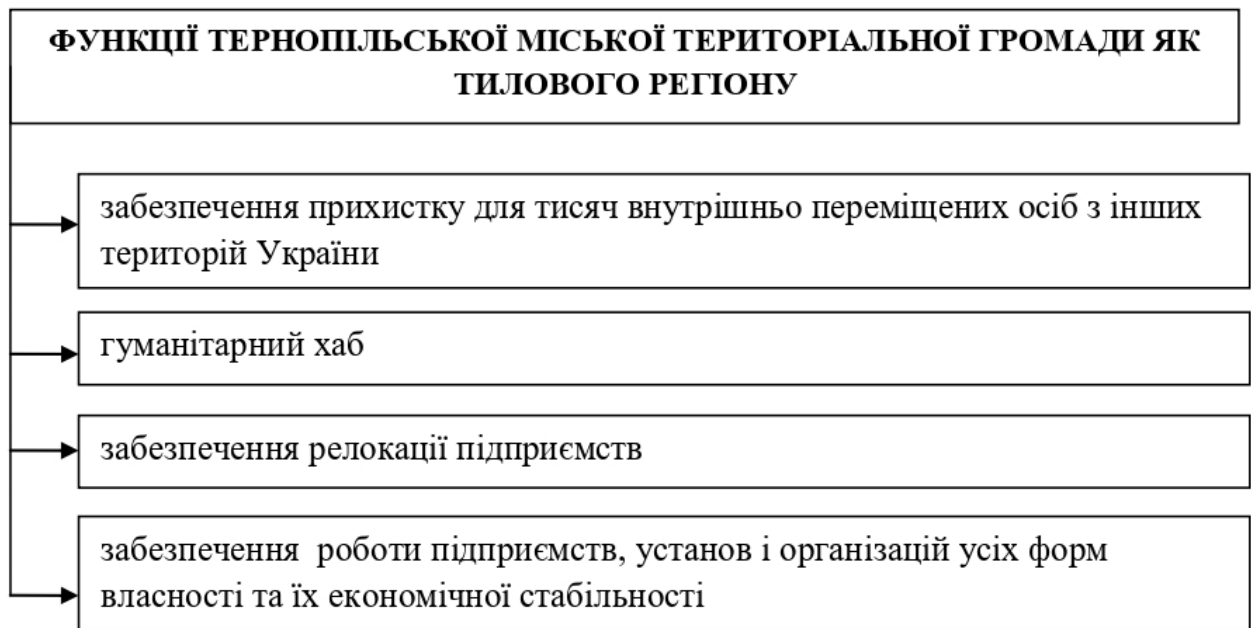 ФУНКЦІЇ ТЕРНОПІЛЬСЬКОЇ МІСЬКОЇ ТЕРИТОРІАЛЬНОЇ ГРОМАДИ ЯК
ТИЛОВОГО РЕГІОНУ
забезпечення прихистку для тисяч внутрішньо переміщених осіб з інших
територій України
гуманітарний хаб
забезпечення релокації підприємств
забезпечення  роботи підприємств, установ і організацій усіх форм
власності та їх економічної стабільності